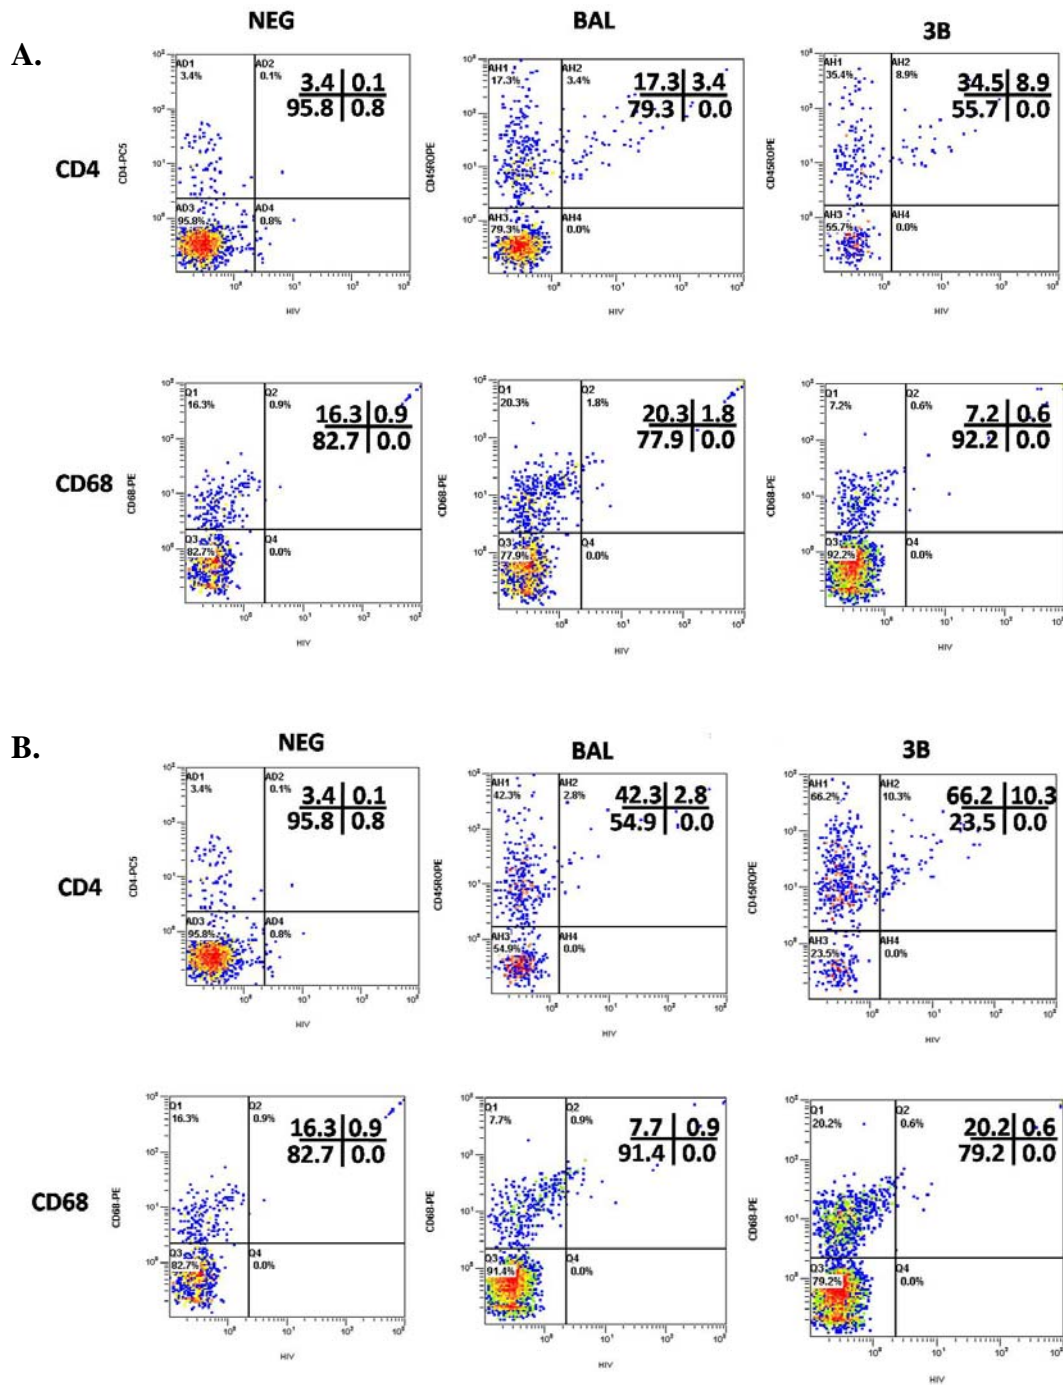 A.
NEG BAL 3B
CD4
CD4-PC5
AD1
3.4%
AD2
0.1%
3.4 0.1
95.8 0.8
AD3
95.8%
AD4
0.8%
HIV
CD45ROPE
AH1
17.3%
AH2
3.4%
17.3 3.4
79.3 0.0
AH3
79.3%
AH4
0.0%
HIV
CD45ROPE
AH1
35.4%
AH2
8.9%
34.5 8.9
55.7 0.0
AH3
55.7%
AH4
0.0%
HIV
CD68
CD68-PE
Q1
16.3%
Q2
0.9%
16.3 0.9
82.7 0.0
Q3
82.7%
Q4
0.0%
HIV
CD68-PE
Q1
20.3%
Q2
1.8%
20.3 1.8
77.9 0.0
Q3
77.9%
Q4
0.0%
HIV
CD68-PE
Q1
7.2%
Q2
0.6%
7.2 0.6
92.2 0.0
Q3
92.2%
Q4
0.0%
HIV
B.
NEG BAL 3B
CD4
CD4-PC5
AD1
3.4%
AD2
0.1%
3.4 0.1
95.8 0.8
AD3
95.8%
AD4
0.8%
HIV
CD45ROPE
AH1
42.3%
AH2
2.8%
42.3 2.8
54.9 0.0
AH3
54.9%
AH4
0.0%
HIV
CD45ROPE
AH1
66.2%
AH2
10.3%
66.2 10.3
23.5 0.0
AH3
23.5%
AH4
0.0%
HIV
CD68
CD68-PE
Q1
16.3%
Q2
0.9%
16.3 0.9
82.7 0.0
Q3
82.7%
Q4
0.0%
HIV
CD68-PE
Q1
7.7%
Q2
0.9%
7.7 0.9
91.4 0.0
Q3
91.4%
Q4
0.0%
HIV
CD68-PE
Q1
20.2%
Q2
0.6%
20.2 0.6
79.2 0.0
Q3
79.2%
Q4
0.0%
HIV